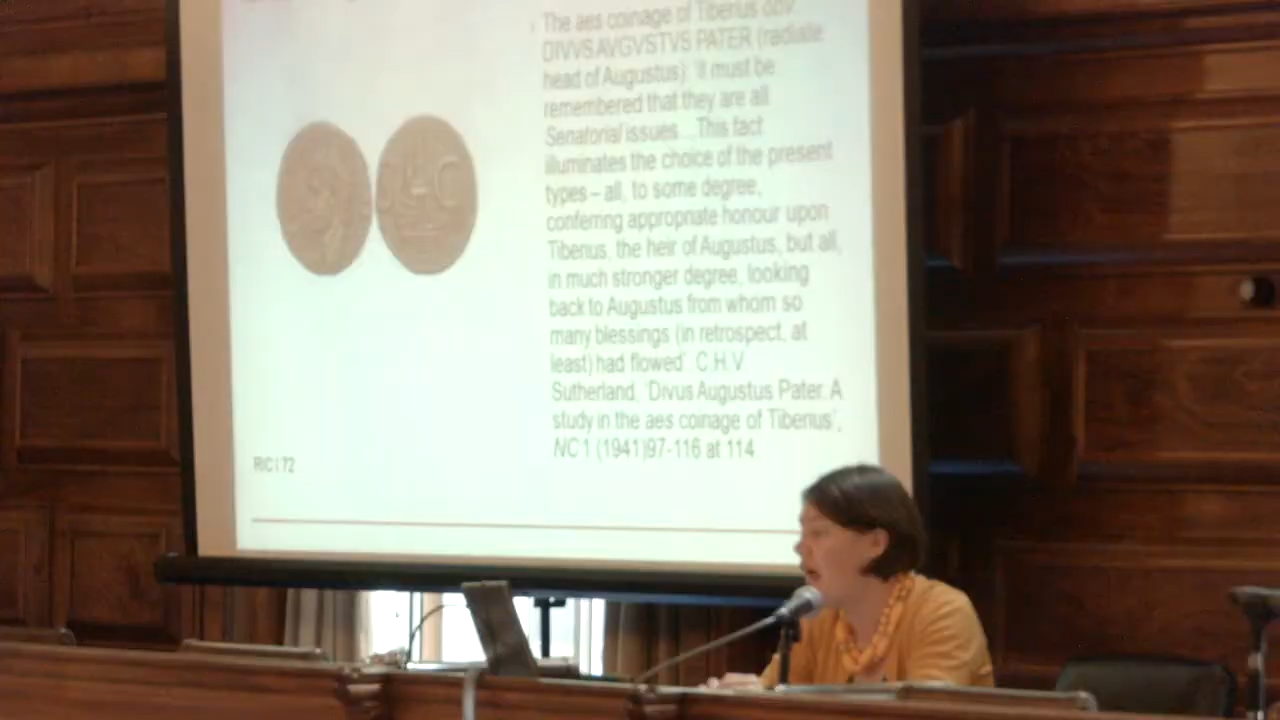 The aes coinage of Tiberius obv.
DIVVS AVGVSTVS PATER (radiate
head of Augustus). 'It must be
remembered that they are all
Senatorial issues... This fact
illuminates the choice of the present
types – all, to some degree,
conferring appropriate honour upon
Tiberius, the heir of Augustus, but all,
in much stronger degree, looking
back to Augustus from whom so
many blessings (in retrospect, at
least) had flowed'. C.H.V.
Sutherland, 'Divus Augustus Pater. A
study in the aes coinage of Tiberius',
NC 1 (1941)97-116 at 114
RIC I 72